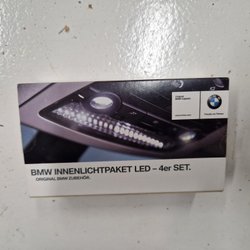 BMW INNENLICHTPAKET LED – 4er SET.
ORIGINAL BMW ZUBEHÖR.